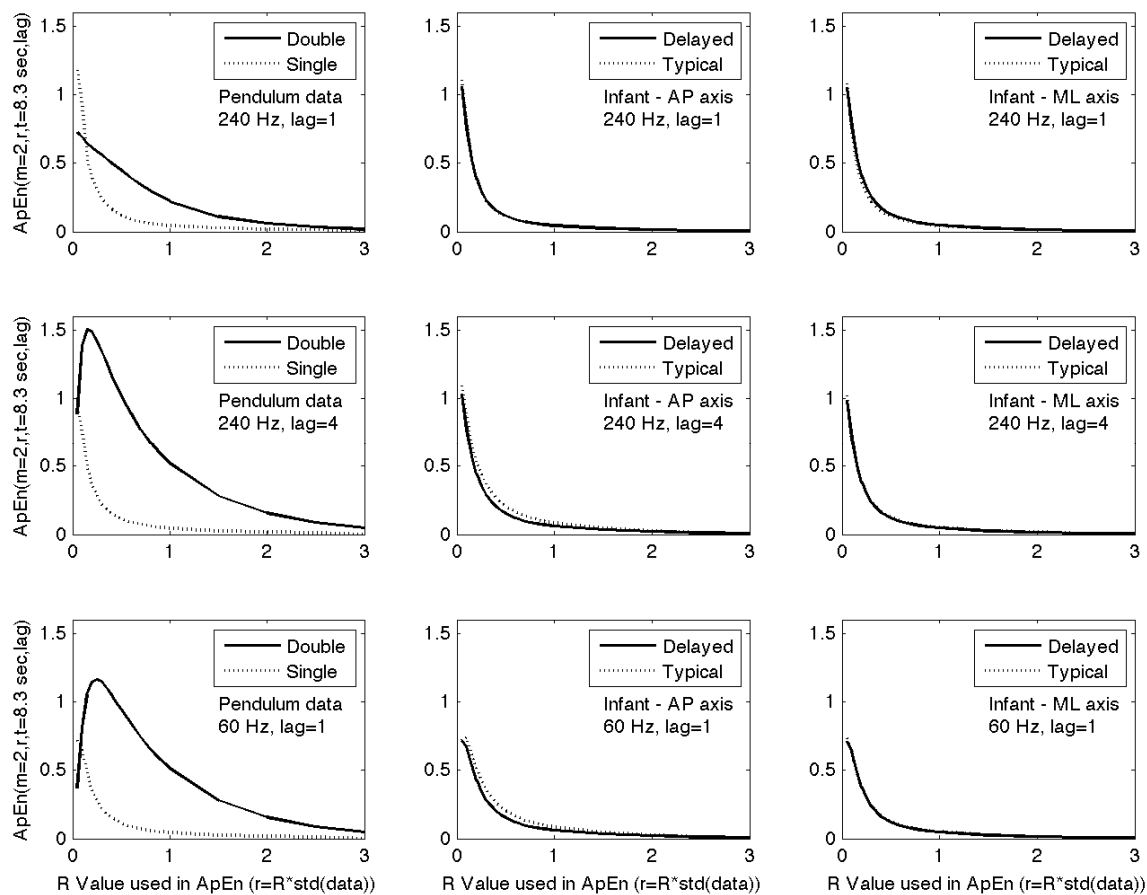 ApEn(m=2,r,t=8.3 sec,lag)
1.5
1
0.5
0
0 1 2 3
Double
Single
Pendulum data
240 Hz, lag=1
1.5
1
0.5
0
0 1 2 3
Delayed
Typical
Infant - AP axis
240 Hz, lag=1
1.5
1
0.5
0
0 1 2 3
Delayed
Typical
Infant - ML axis
240 Hz, lag=1
ApEn(m=2,r,t=8.3 sec,lag)
1.5
1
0.5
0
0 1 2 3
Double
Single
Pendulum data
240 Hz, lag=4
1.5
1
0.5
0
0 1 2 3
Delayed
Typical
Infant - AP axis
240 Hz, lag=4
1.5
1
0.5
0
0 1 2 3
Delayed
Typical
Infant - ML axis
240 Hz, lag=4
ApEn(m=2,r,t=8.3 sec,lag)
1.5
1
0.5
0
0 1 2 3
Double
Single
Pendulum data
60 Hz, lag=1
R Value used in ApEn (r=R*std(data))
1.5
1
0.5
0
0 1 2 3
Delayed
Typical
Infant - AP axis
60 Hz, lag=1
R Value used in ApEn (r=R*std(data))
1.5
1
0.5
0
0 1 2 3
Delayed
Typical
Infant - ML axis
60 Hz, lag=1
R Value used in ApEn (r=R*std(data))